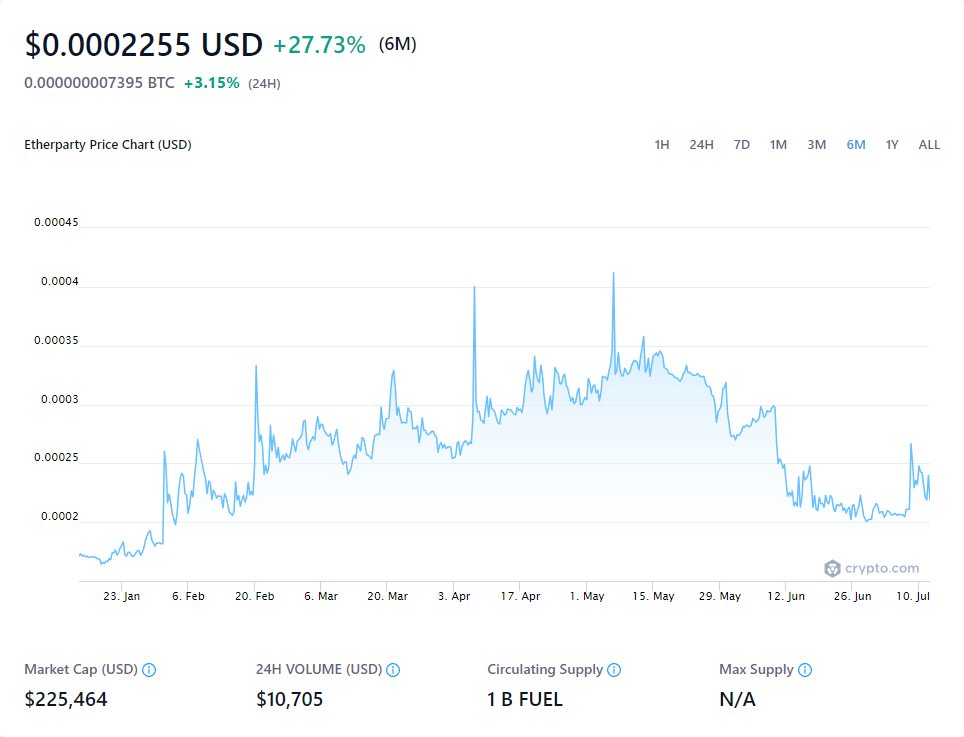 $0.0002255 USD +27.73% (6M)
0.000000007395 BTC +3.15% (24H)
Etherparty Price Chart (USD) 1H 24H 7D 1M 3M 6M 1Y ALL
0.00045
0.0004
0.00035
0.0003
0.00025
0.0002
crypto.com
23. Jan 6. Feb 20. Feb 6. Mar 20. Mar 3. Apr 17. Apr 1. May 15. May 29. May 12. Jun 26. Jun 10. Jul
Market Cap (USD) 24H VOLUME (USD) Circulating Supply Max Supply
$225,464 $10,705 1 B FUEL N/A